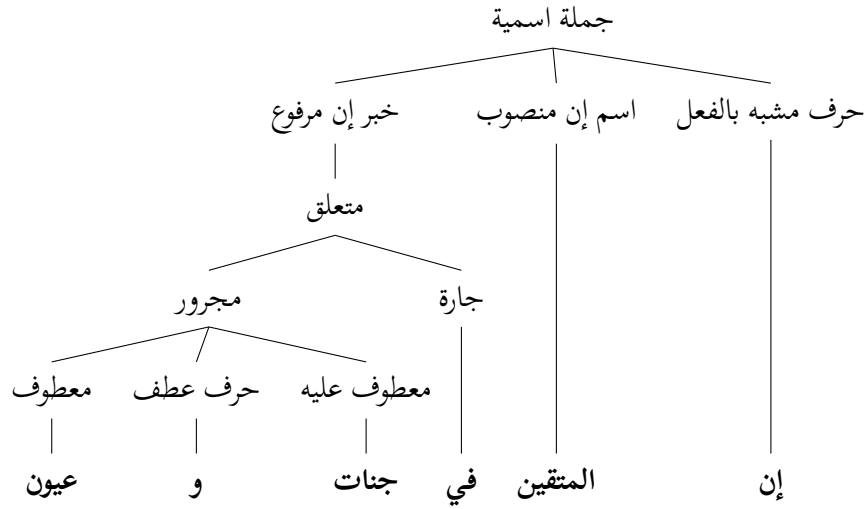 جملة اسمية
حرف مشبه بالفعل اسم إن منصوب خبر إن مرفوع
متعلق
جارة مجرور
معطوف عليه حرف عطف معطوف
إن المتقين في جنات و عيون